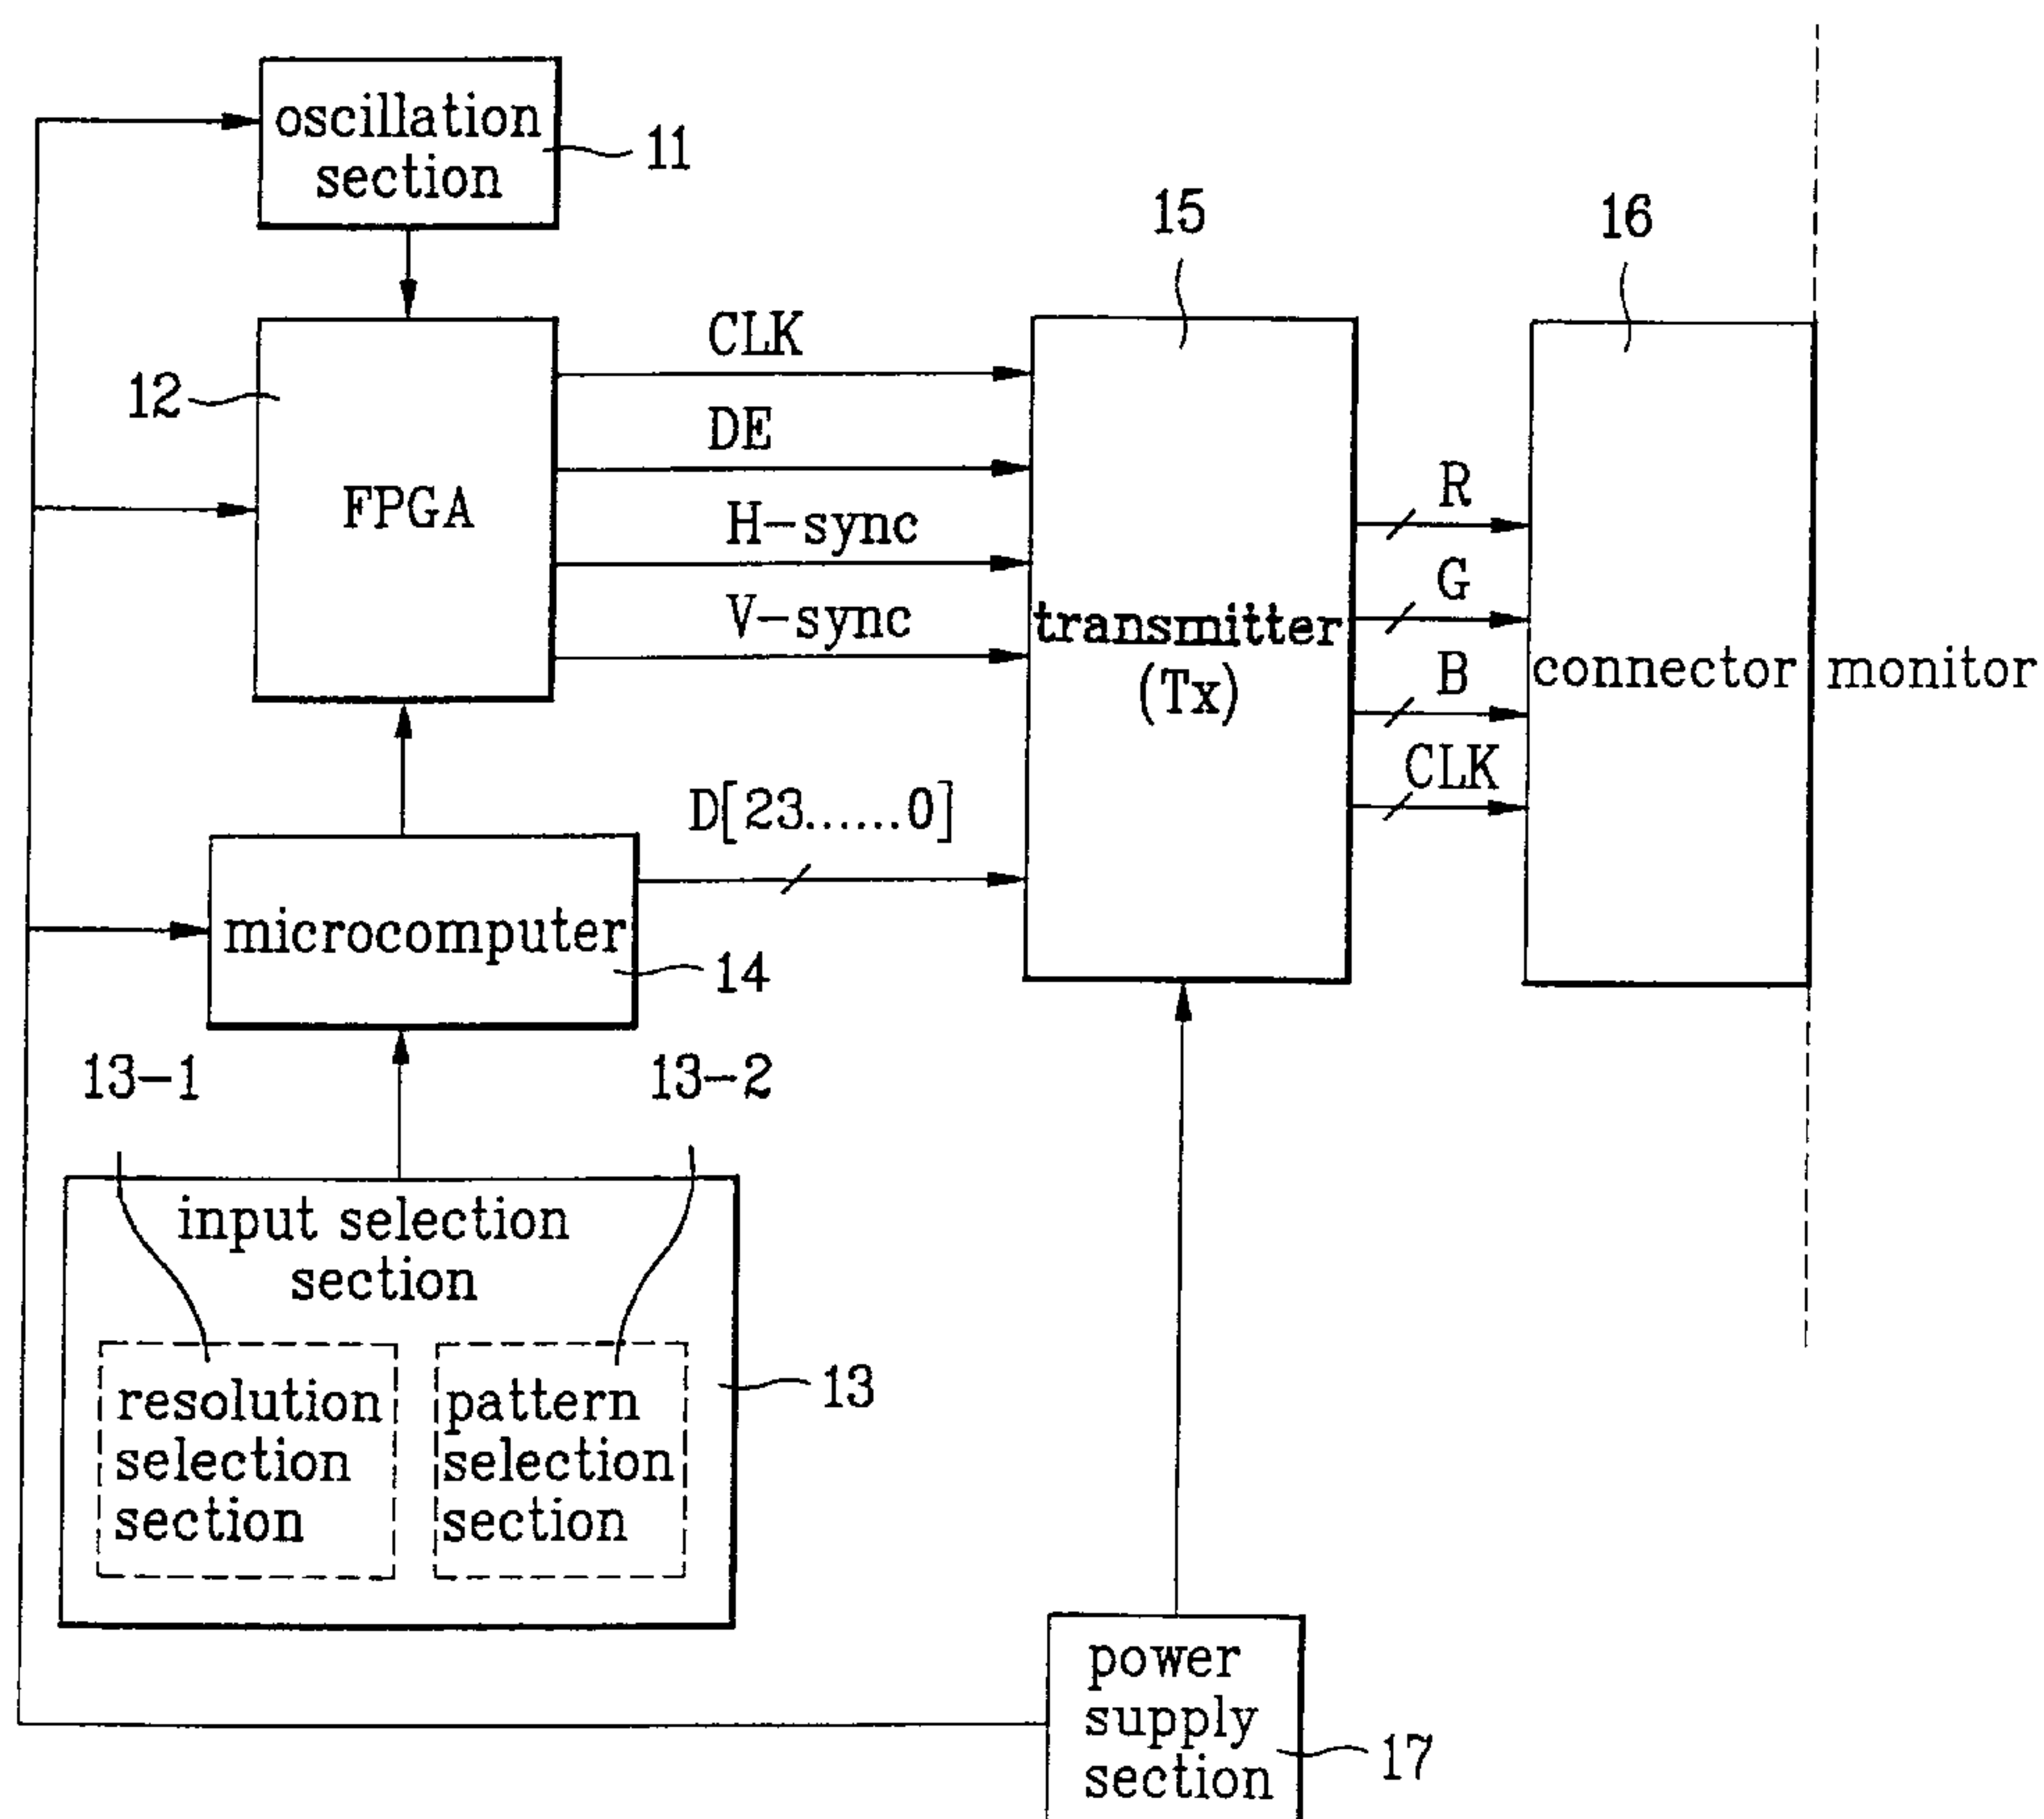 oscillation
section
11
15
16
CLK
12
DE
FPGA
H-sync
V-sync
R
G
B
CLK
transmitter
(Tx)
connector
monitor
D[23......0]
microcomputer
14
13-1
13-2
input selection
section
resolution
selection
section
pattern
selection
section
13
power
supply
section
17